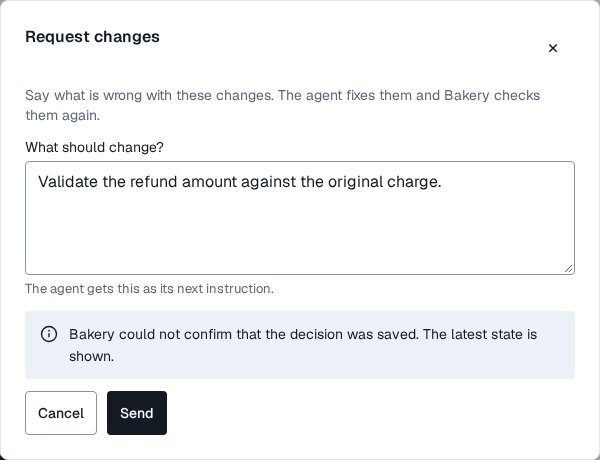 Request changes
Say what is wrong with these changes. The agent fixes them and Bakery checks
them again.
What should change?
Validate the refund amount against the original charge.
The agent gets this as its next instruction.
Bakery could not confirm that the decision was saved. The latest state is
shown.
Cancel
Send